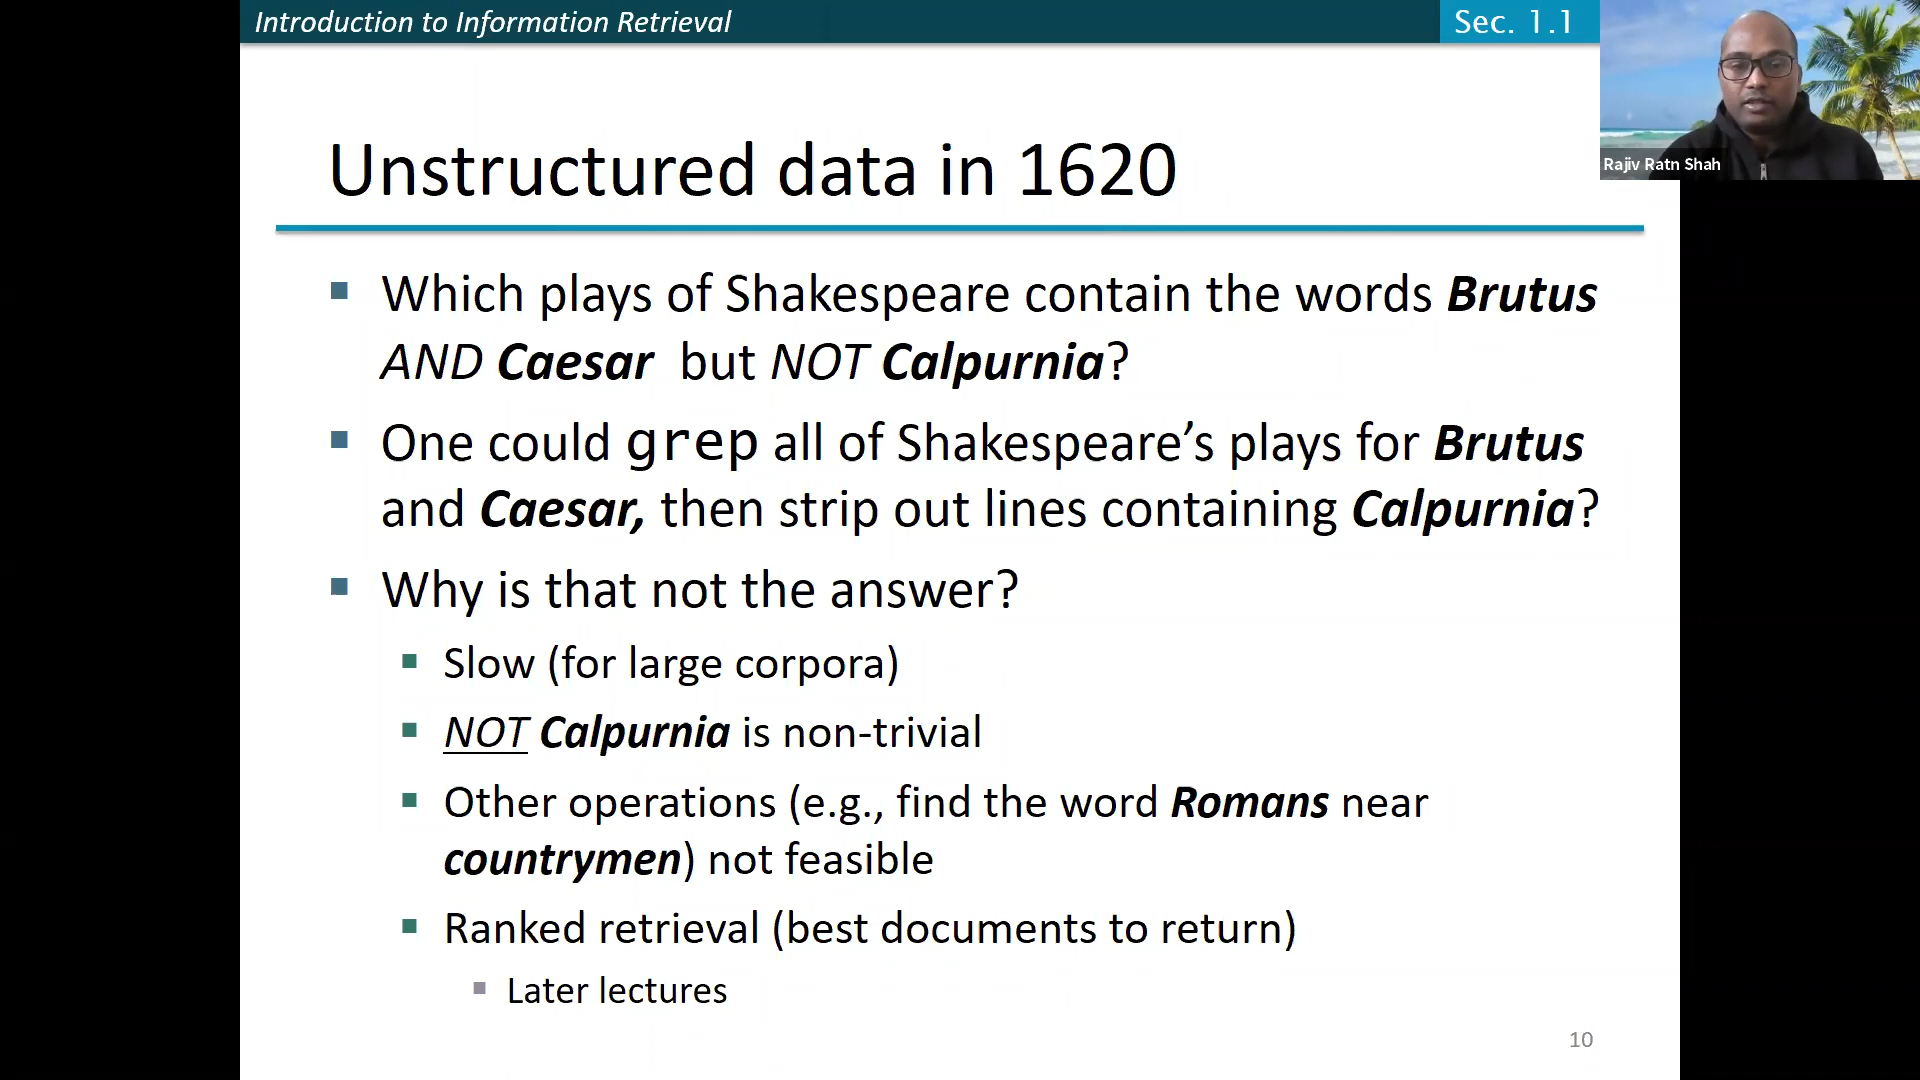 Introduction to Information Retrieval
Sec. 1.1
Rajiv Ratn Shah
Unstructured data in 1620
Which plays of Shakespeare contain the words Brutus
AND Caesar but NOT Calpurnia?
One could grep all of Shakespeare’s plays for Brutus
and Caesar, then strip out lines containing Calpurnia?
Why is that not the answer?
Slow (for large corpora)
NOT Calpurnia is non-trivial
Other operations (e.g., find the word Romans near
countrymen) not feasible
Ranked retrieval (best documents to return)
Later lectures
10